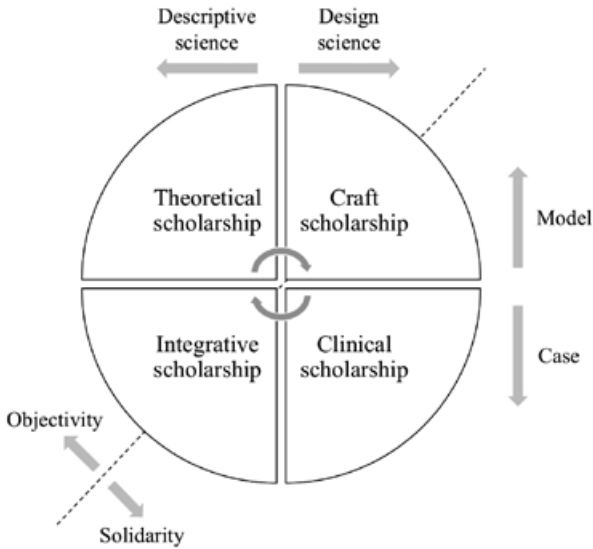 Descriptive
science
Design
science
Theoretical
scholarship
Craft
scholarship
Model
Integrative
scholarship
Clinical
scholarship
Case
Objectivity
Solidarity